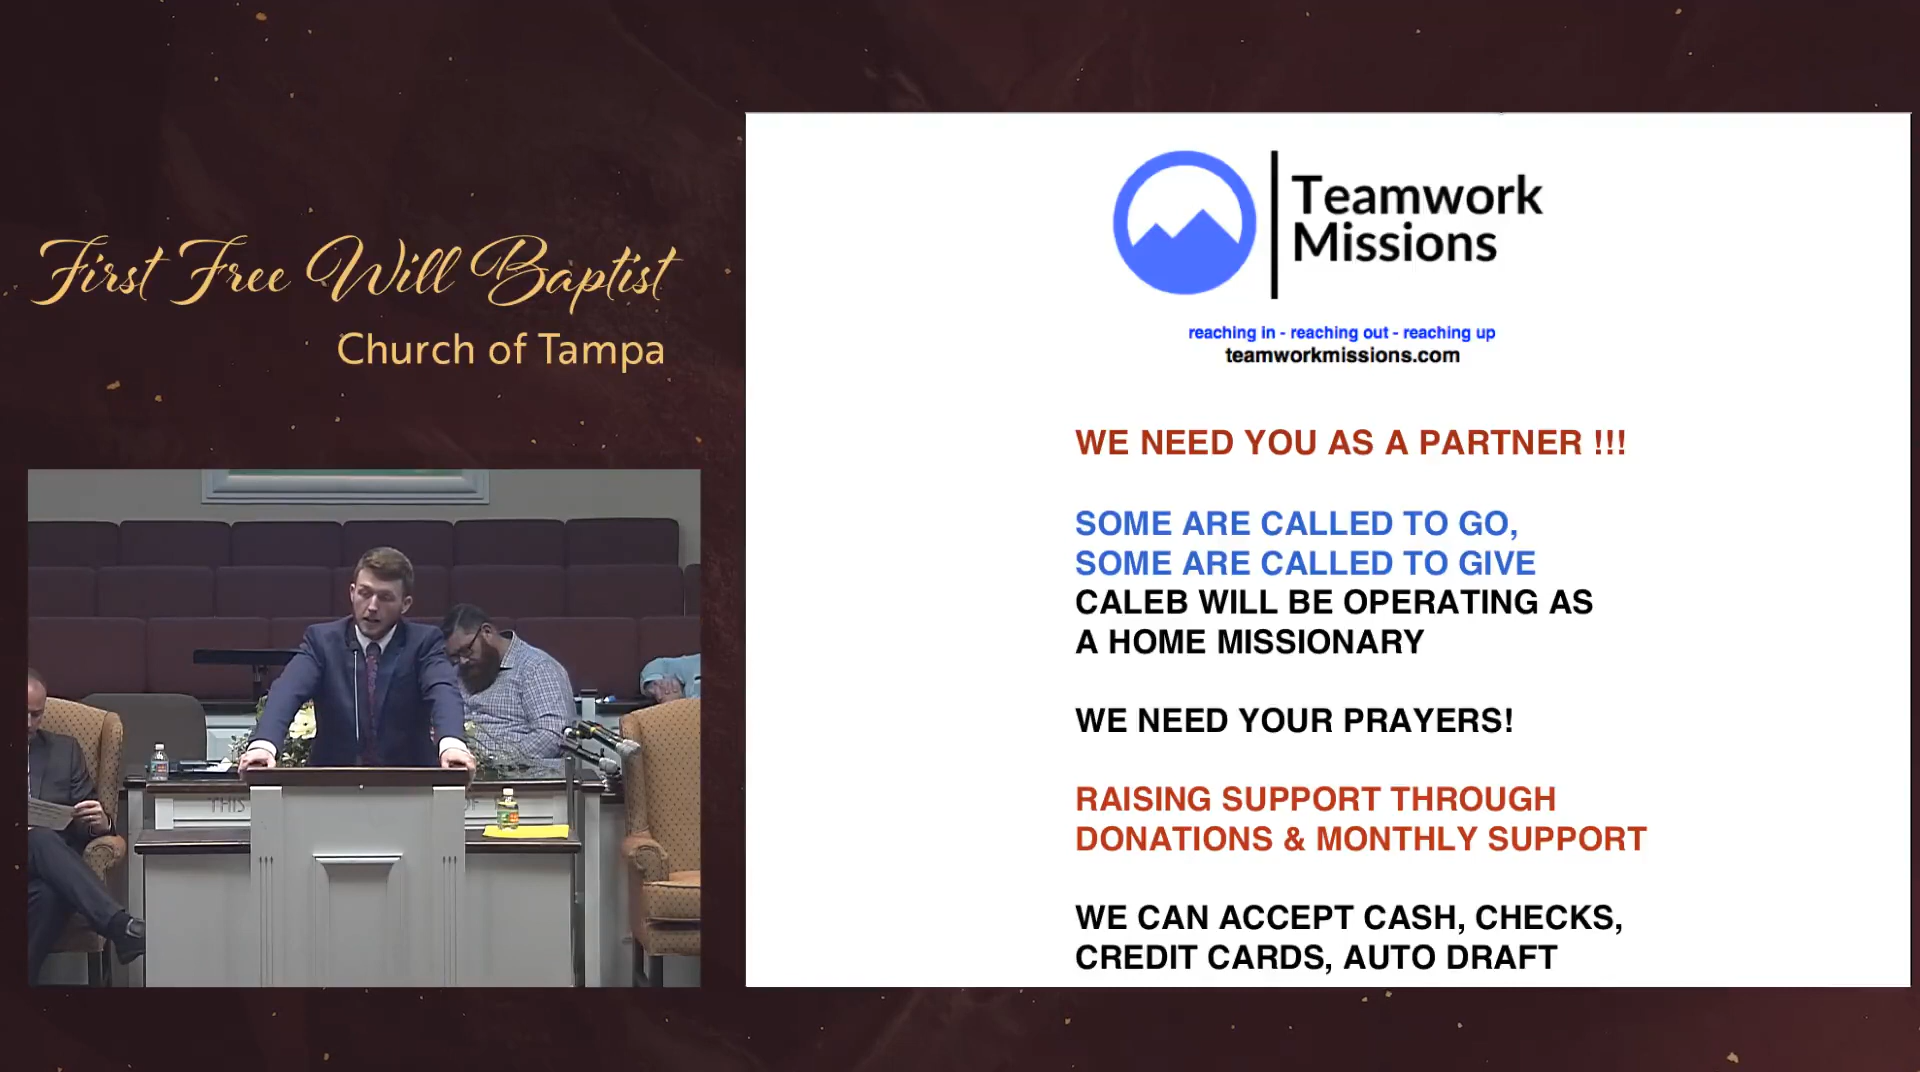 First Free Will Baptist
Church of Tampa
THIS
OF
Teamwork
Missions
reaching in - reaching out - reaching up
teamworkmissions.com
WE NEED YOU AS A PARTNER !!!
SOME ARE CALLED TO GO,
SOME ARE CALLED TO GIVE
CALEB WILL BE OPERATING AS
A HOME MISSIONARY
WE NEED YOUR PRAYERS!
RAISING SUPPORT THROUGH
DONATIONS & MONTHLY SUPPORT
WE CAN ACCEPT CASH, CHECKS,
CREDIT CARDS, AUTO DRAFT